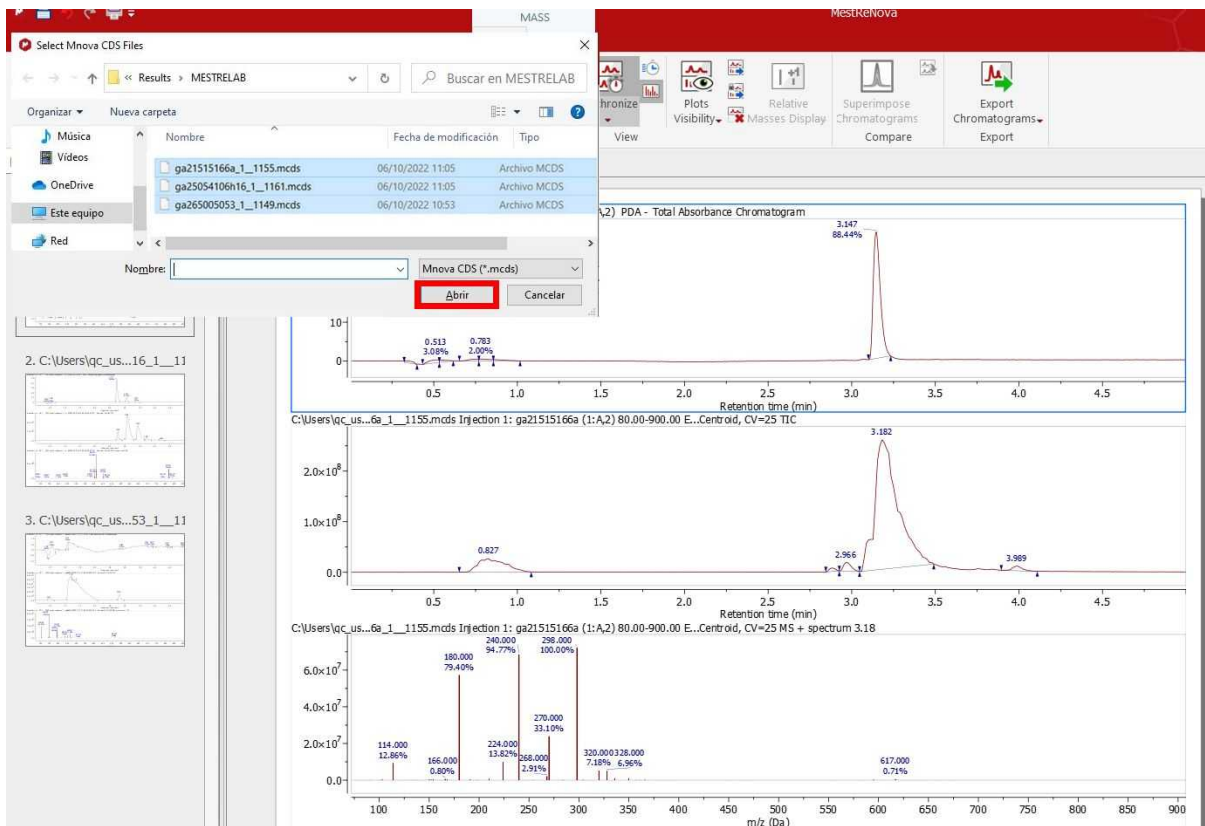 MASS
MestReNova
Select Mnova CDS Files
« Results › MESTRELAB
Buscar en MESTRELAB
Organizar
Nueva carpeta
Música
Vídeos
OneDrive
Este equipo
Red
Nombre
Fecha de modificación
Tipo
ga21515166a_1__1155.mcds
06/10/2022 11:05
Archivo MCDS
ga25054106h16_1__1161.mcds
06/10/2022 11:05
Archivo MCDS
ga265005053_1__1149.mcds
06/10/2022 10:53
Archivo MCDS
Nombre:
Mnova CDS (*.mcds)
Abrir
Cancelar
hronize
View
Plots
Visibility
Relative
Masses Display
Superimpose
Chromatograms
Compare
Export
Chromatograms
Export
2. C:\Users\qc_us...16_1__11
3. C:\Users\qc_us...53_1__11
A,2) PDA - Total Absorbance Chromatogram
3.147
88.44%
10
0.513
3.08%
0.783
2.00%
0
0.5 1.0 1.5 2.0 2.5 3.0 3.5 4.0 4.5
Retention time (min)
C:\Users\qc_us...6a_1__1155.mcds Injection 1: ga21515166a (1:A,2) 80.00-900.00 E...Centroid, CV=25 TIC
3.182
2.0×10⁸
1.0×10⁸
0.827
2.966
3.989
0.0
0.5 1.0 1.5 2.0 2.5 3.0 3.5 4.0 4.5
Retention time (min)
C:\Users\qc_us...6a_1__1155.mcds Injection 1: ga21515166a (1:A,2) 80.00-900.00 E...Centroid, CV=25 MS + spectrum 3.18
240.000
94.77%
298.000
100.00%
180.000
79.40%
6.0×10⁷
4.0×10⁷
270.000
33.10%
2.0×10⁷
114.000
12.86%
166.000
0.80%
224.000
13.82%
268.000
2.91%
320.000
7.18%
328.000
6.96%
617.000
0.71%
0.0
100 150 200 250 300 350 400 450 500 550 600 650 700 750 800 850 900
m/z (Da)